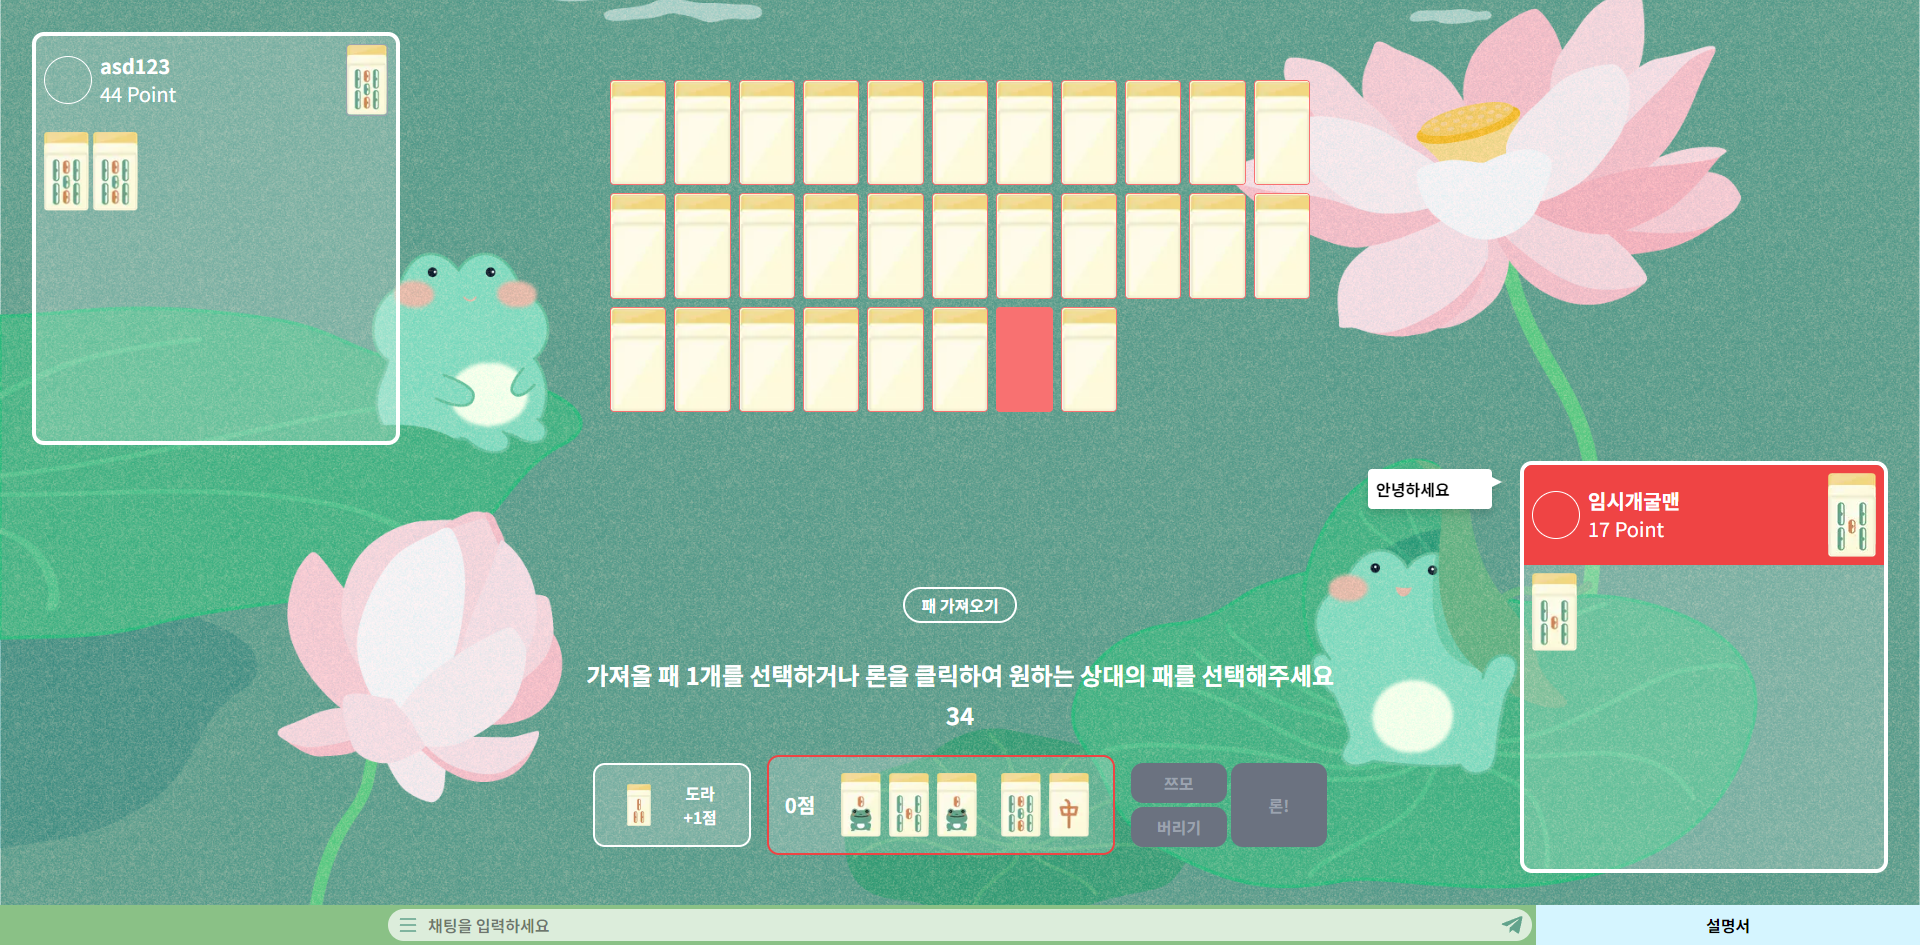 asd123
44 Point
안녕하세요
임시개굴맨
17 Point
패 가져오기
가져올 패 1개를 선택하거나 론을 클릭하여 원하는 상대의 패를 선택해주세요
34
도라
+1점
0점
中
쯔모
버리기
론!
채팅을 입력하세요
설명서